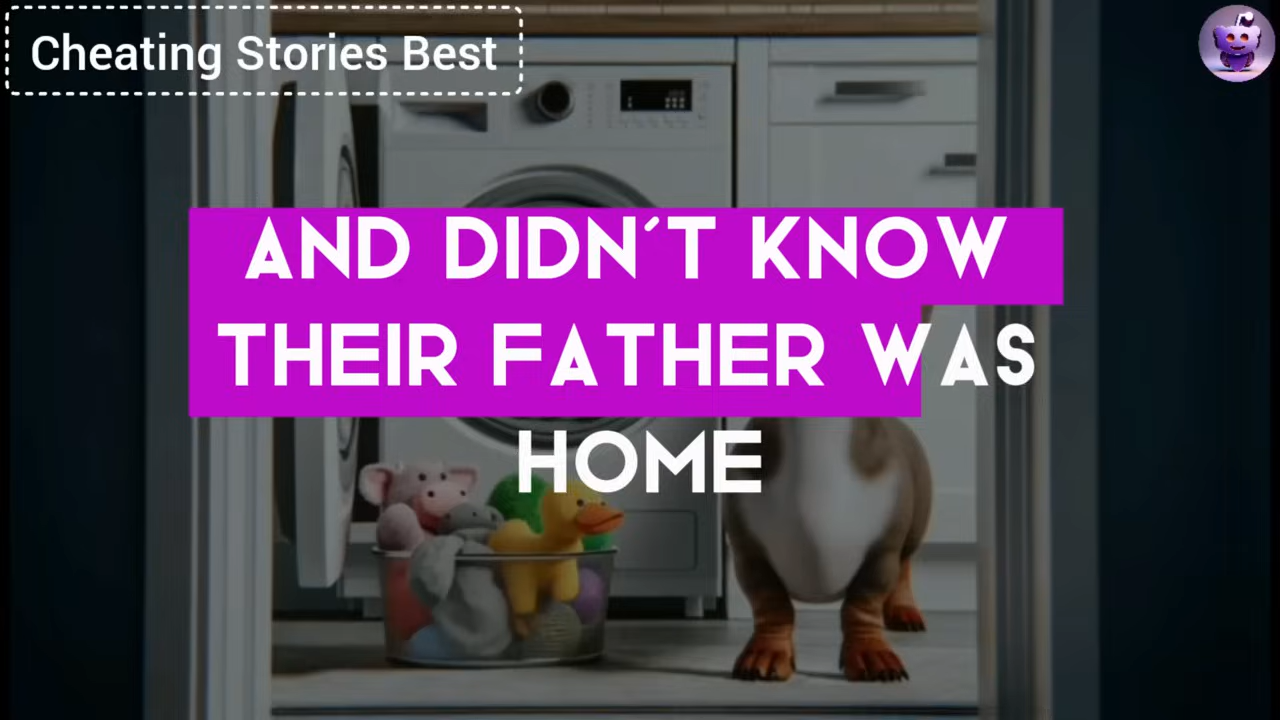 Cheating Stories Best
AND DIDN´T KNOW
THEIR FATHER WAS
HOME